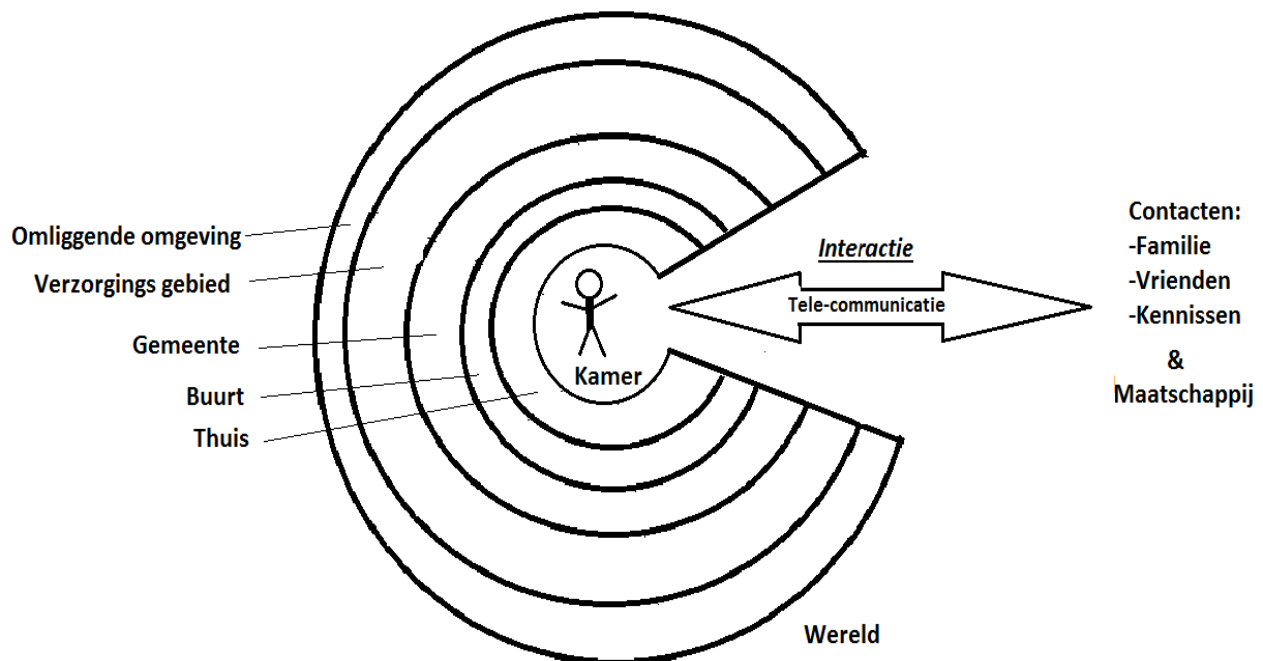 Omliggende omgeving
Verzorgings gebied
Gemeente
Buurt
Thuis
Kamer
Interactie
Tele-communicatie
Contacten:
-Familie
-Vrienden
-Kennissen
&
Maatschappij
Wereld